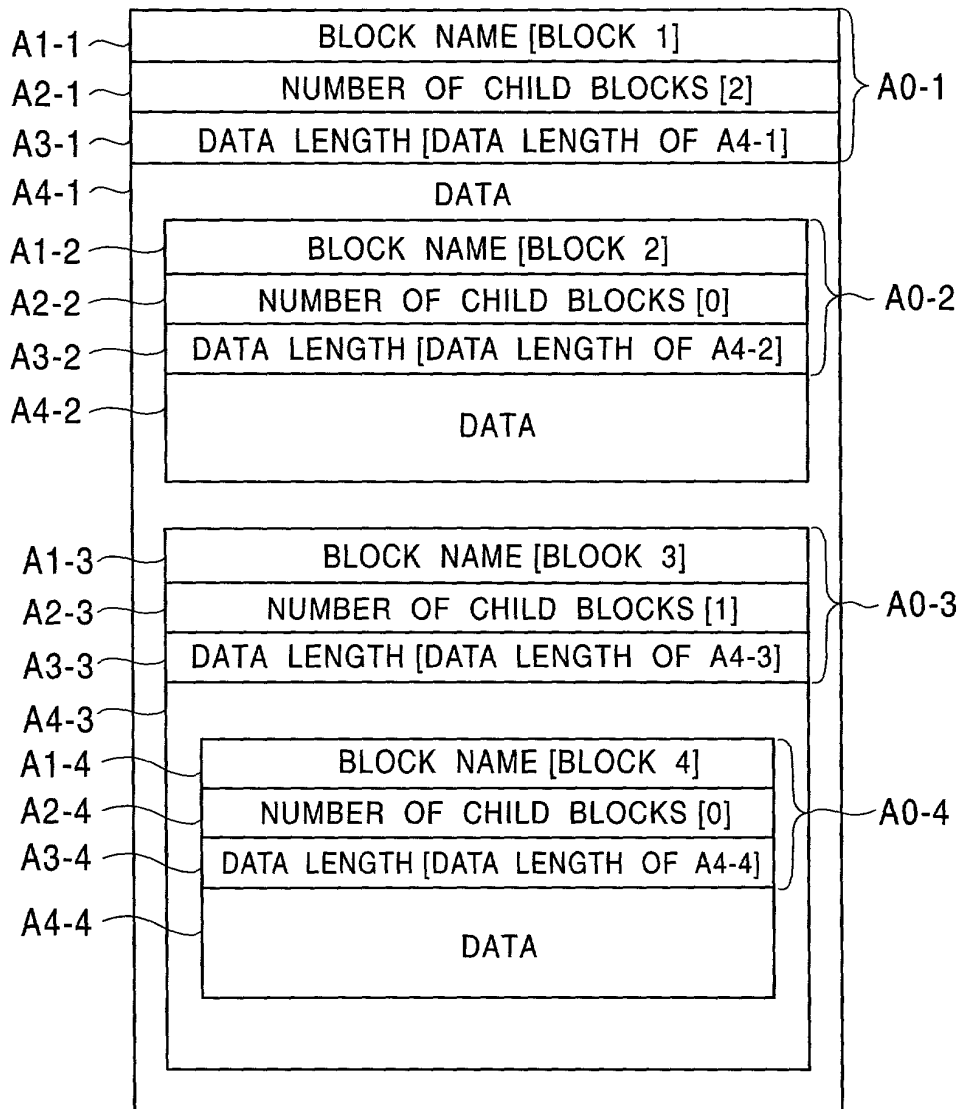 A1-1 BLOCK NAME [BLOCK 1]
A2-1 NUMBER OF CHILD BLOCKS [2] A0-1
A3-1 DATA LENGTH [DATA LENGTH OF A4-1]
A4-1 DATA
A1-2 BLOCK NAME [BLOCK 2]
A2-2 NUMBER OF CHILD BLOCKS [0] A0-2
A3-2 DATA LENGTH [DATA LENGTH OF A4-2]
A4-2 DATA
A1-3 BLOCK NAME [BLOOK 3]
A2-3 NUMBER OF CHILD BLOCKS [1] A0-3
A3-3 DATA LENGTH [DATA LENGTH OF A4-3]
A4-3
A1-4 BLOCK NAME [BLOCK 4]
A2-4 NUMBER OF CHILD BLOCKS [0] A0-4
A3-4 DATA LENGTH [DATA LENGTH OF A4-4]
A4-4 DATA